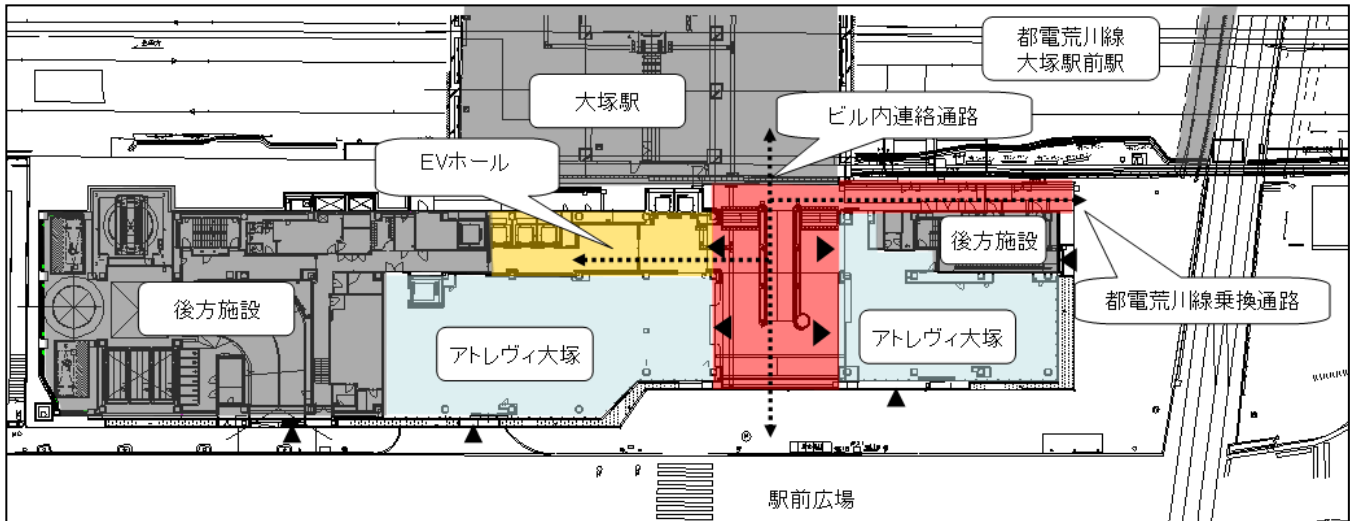 都電荒川線
大塚駅前駅
大塚駅
ビル内連絡通路
EVホール
後方施設
後方施設
都電荒川線乗換通路
アトレヴィ大塚
アトレヴィ大塚
駅前広場